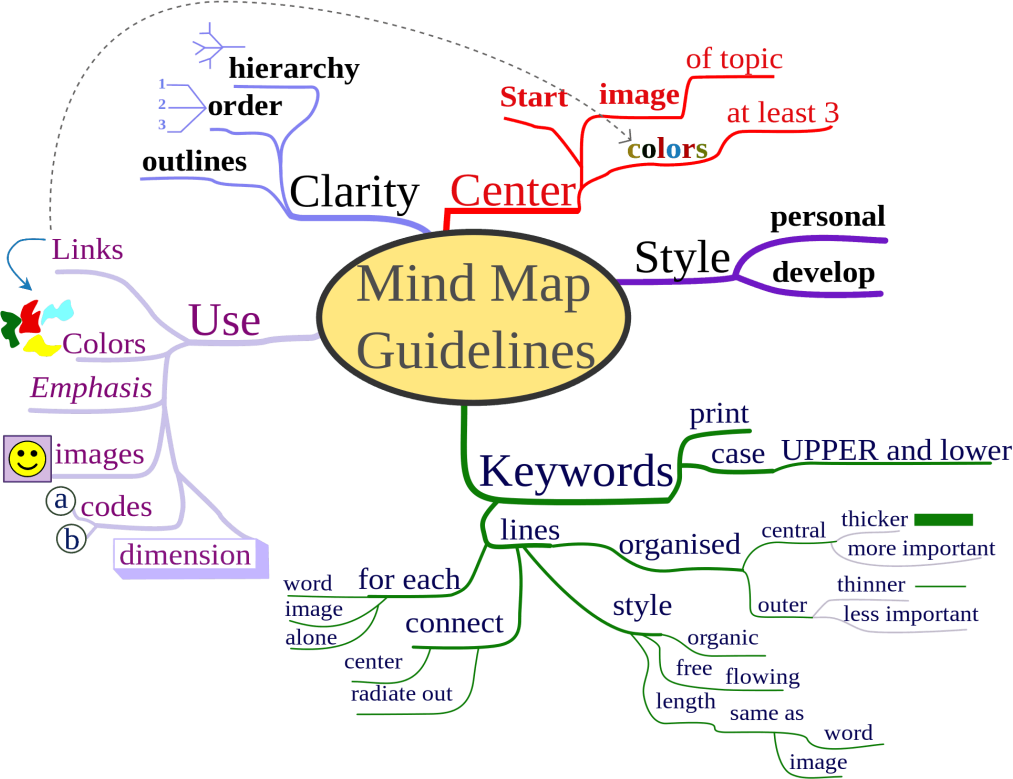 hierarchy
1
2
3
order
outlines
Clarity
of topic
Start
image
at least 3
colors
Center
personal
Style
develop
Mind Map
Guidelines
Links
Use
Colors
Emphasis
images
a
codes
b
dimension
print
case
UPPER and lower
Keywords
lines
organised
central
thicker
more important
thinner
outer
less important
for each
word
image
alone
connect
center
radiate out
style
organic
free
flowing
length
same as
word
image